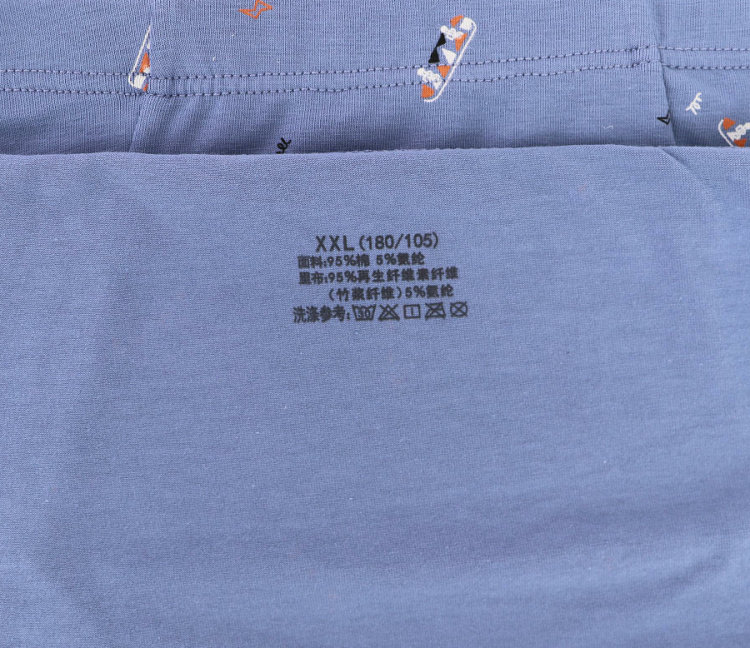 XXL(180/105)
面料:95%棉 5%氨纶
里布:95%再生纤维素纤维
(竹浆纤维)5%氨纶
洗涤参考: